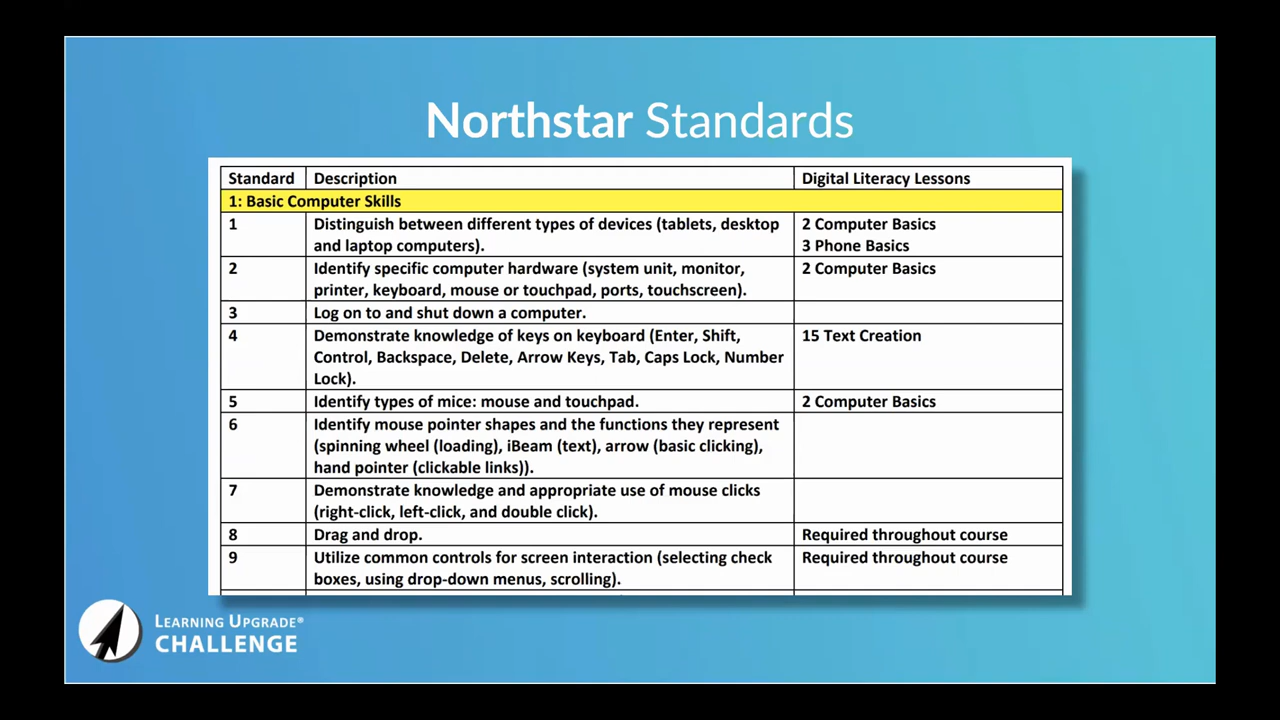 Northstar Standards
Standard Description Digital Literacy Lessons
1: Basic Computer Skills
1 Distinguish between different types of devices (tablets, desktop 2 Computer Basics
and laptop computers). 3 Phone Basics
2 Identify specific computer hardware (system unit, monitor, 2 Computer Basics
printer, keyboard, mouse or touchpad, ports, touchscreen).
3 Log on to and shut down a computer.
4 Demonstrate knowledge of keys on keyboard (Enter, Shift, 15 Text Creation
Control, Backspace, Delete, Arrow Keys, Tab, Caps Lock, Number
Lock).
5 Identify types of mice: mouse and touchpad. 2 Computer Basics
6 Identify mouse pointer shapes and the functions they represent
(spinning wheel (loading), iBeam (text), arrow (basic clicking),
hand pointer (clickable links)).
7 Demonstrate knowledge and appropriate use of mouse clicks
(right-click, left-click, and double click).
8 Drag and drop. Required throughout course
9 Utilize common controls for screen interaction (selecting check Required throughout course
boxes, using drop-down menus, scrolling).
LEARNING UPGRADE®
CHALLENGE